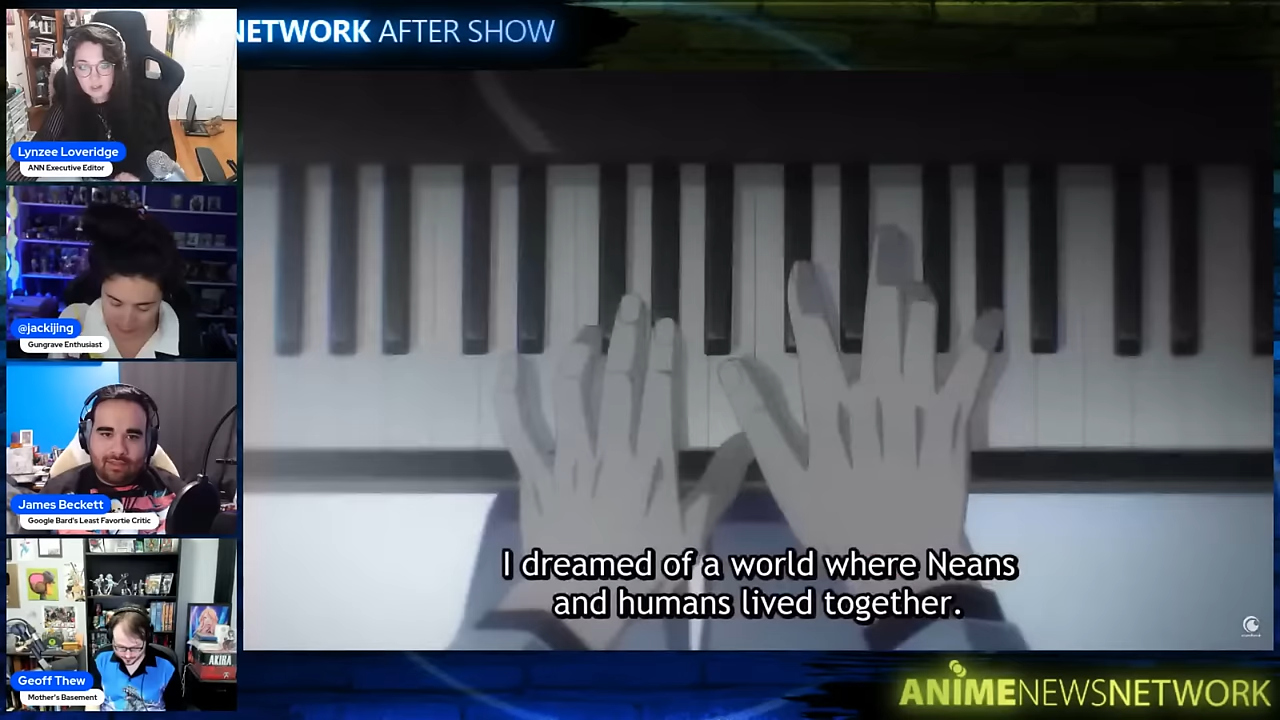 NETWORK AFTER SHOW
Lynzee Loveridge
ANN Executive Editor
@jackijing
Gungrave Enthusiast
James Beckett
Google Bard's Least Favortie Critic
AKIRA
Geoff Thew
Mother's Basement
I dreamed of a world where Neans
and humans lived together.
ANIMENEWSNETWORK